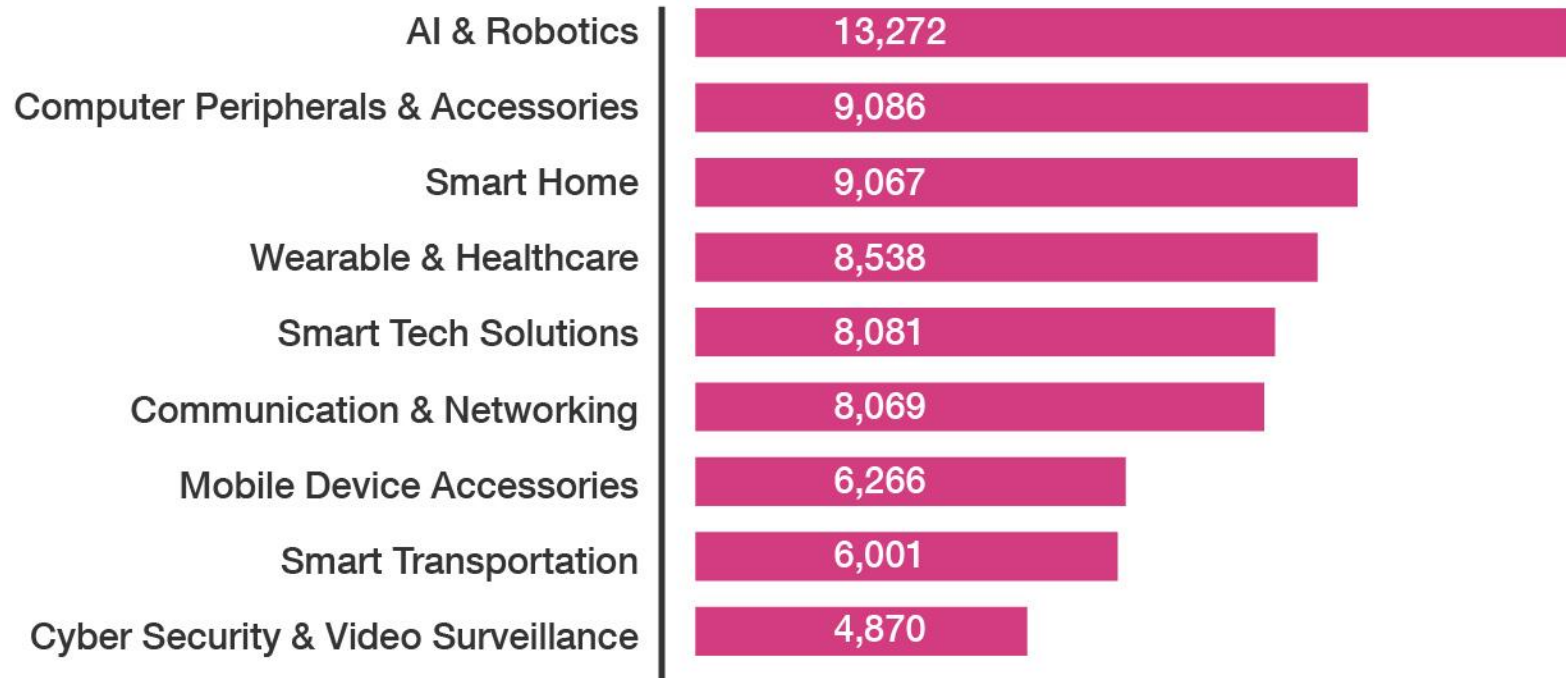 AI & Robotics 13,272
Computer Peripherals & Accessories 9,086
Smart Home 9,067
Wearable & Healthcare 8,538
Smart Tech Solutions 8,081
Communication & Networking 8,069
Mobile Device Accessories 6,266
Smart Transportation 6,001
Cyber Security & Video Surveillance 4,870